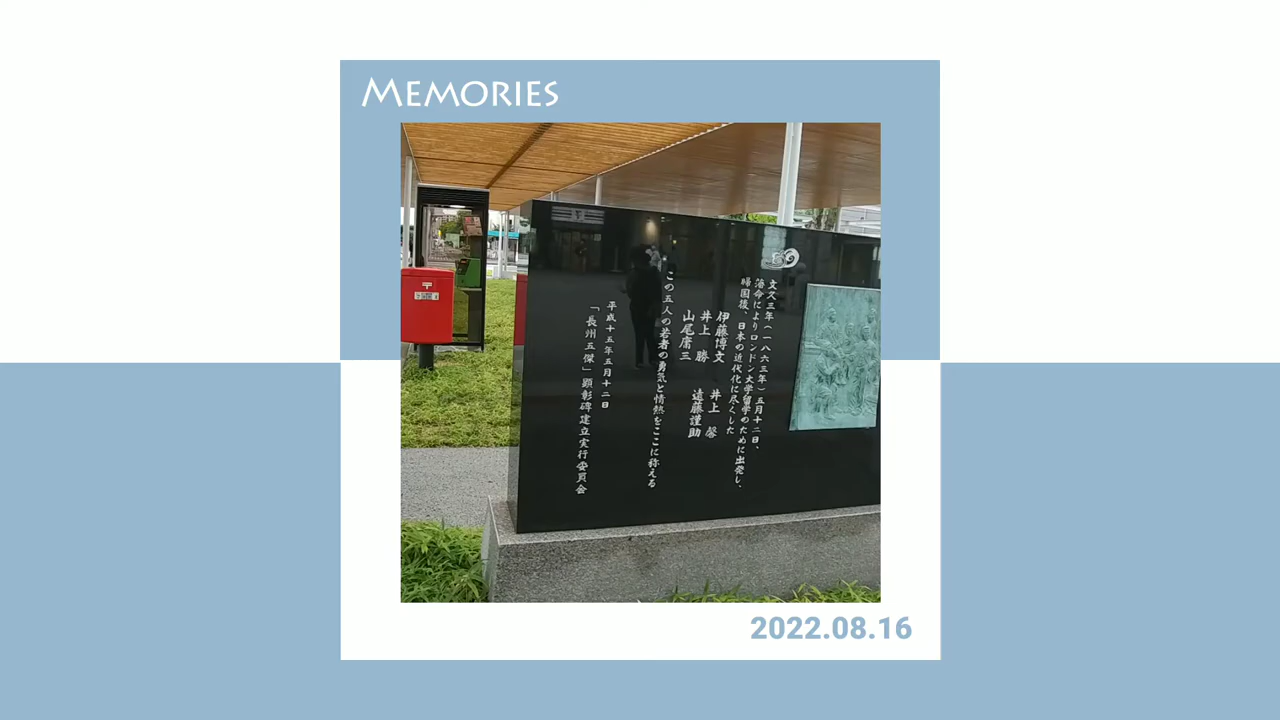 MEMORIES
文久三年(一八六三年)五月十二日、
藩命によりロンドン大学留学のために出発し、
帰国後、日本の近代化に尽くした
伊藤博文 井上馨
井上勝 遠藤謹助
山尾庸三
この五人の若者の勇気と情熱をここに称える
平成十五年五月十二日
「長州五傑」顕彰碑建立実行委員会
2022.08.16